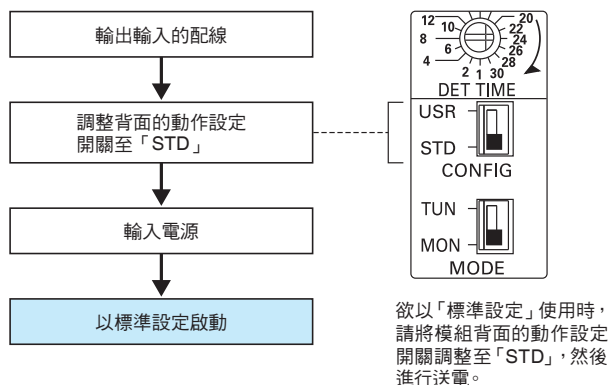 輸出輸入的配線
調整背面的動作設定
開關至「STD」
輸入電源
以標準設定啟動
12
10
8
6
4
2
1
30
28
26
24
22
20
DET TIME
USR
STD
CONFIG
TUN
MON
MODE
欲以「標準設定」使用時，
請將模組背面的動作設定
開關調整至「STD」，然後
進行送電。